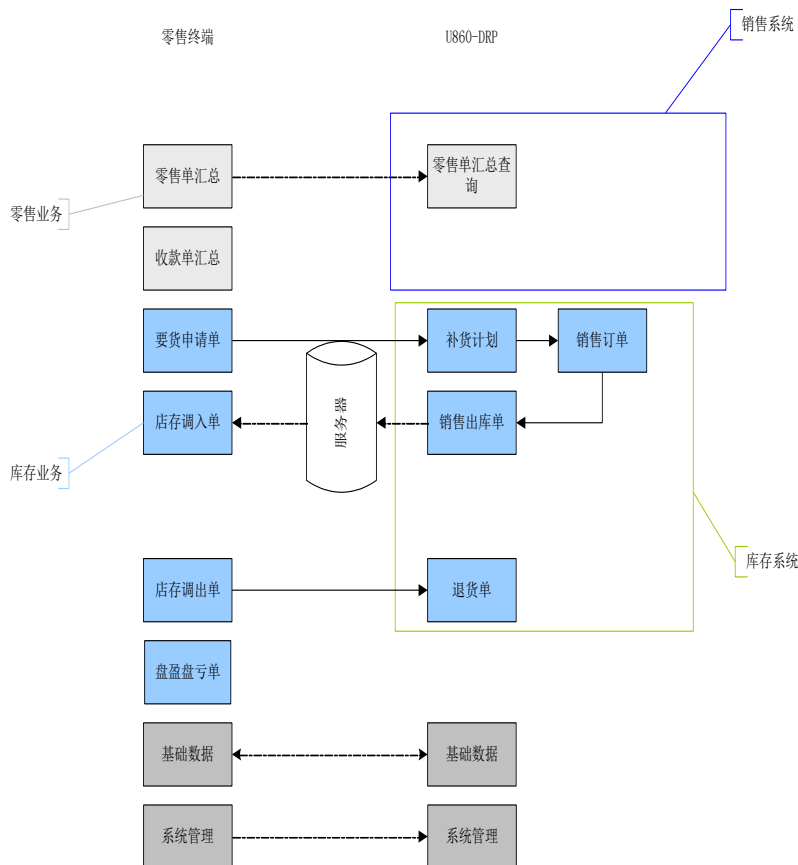 零售终端
U860-DRP
销售系统
零售单汇总
零售单汇总查
询
零售业务
收款单汇总
要货申请单
补货计划
销售订单
店存调入单
服务器
销售出库单
库存业务
库存系统
店存调出单
退货单
盘盈盘亏单
基础数据
基础数据
系统管理
系统管理